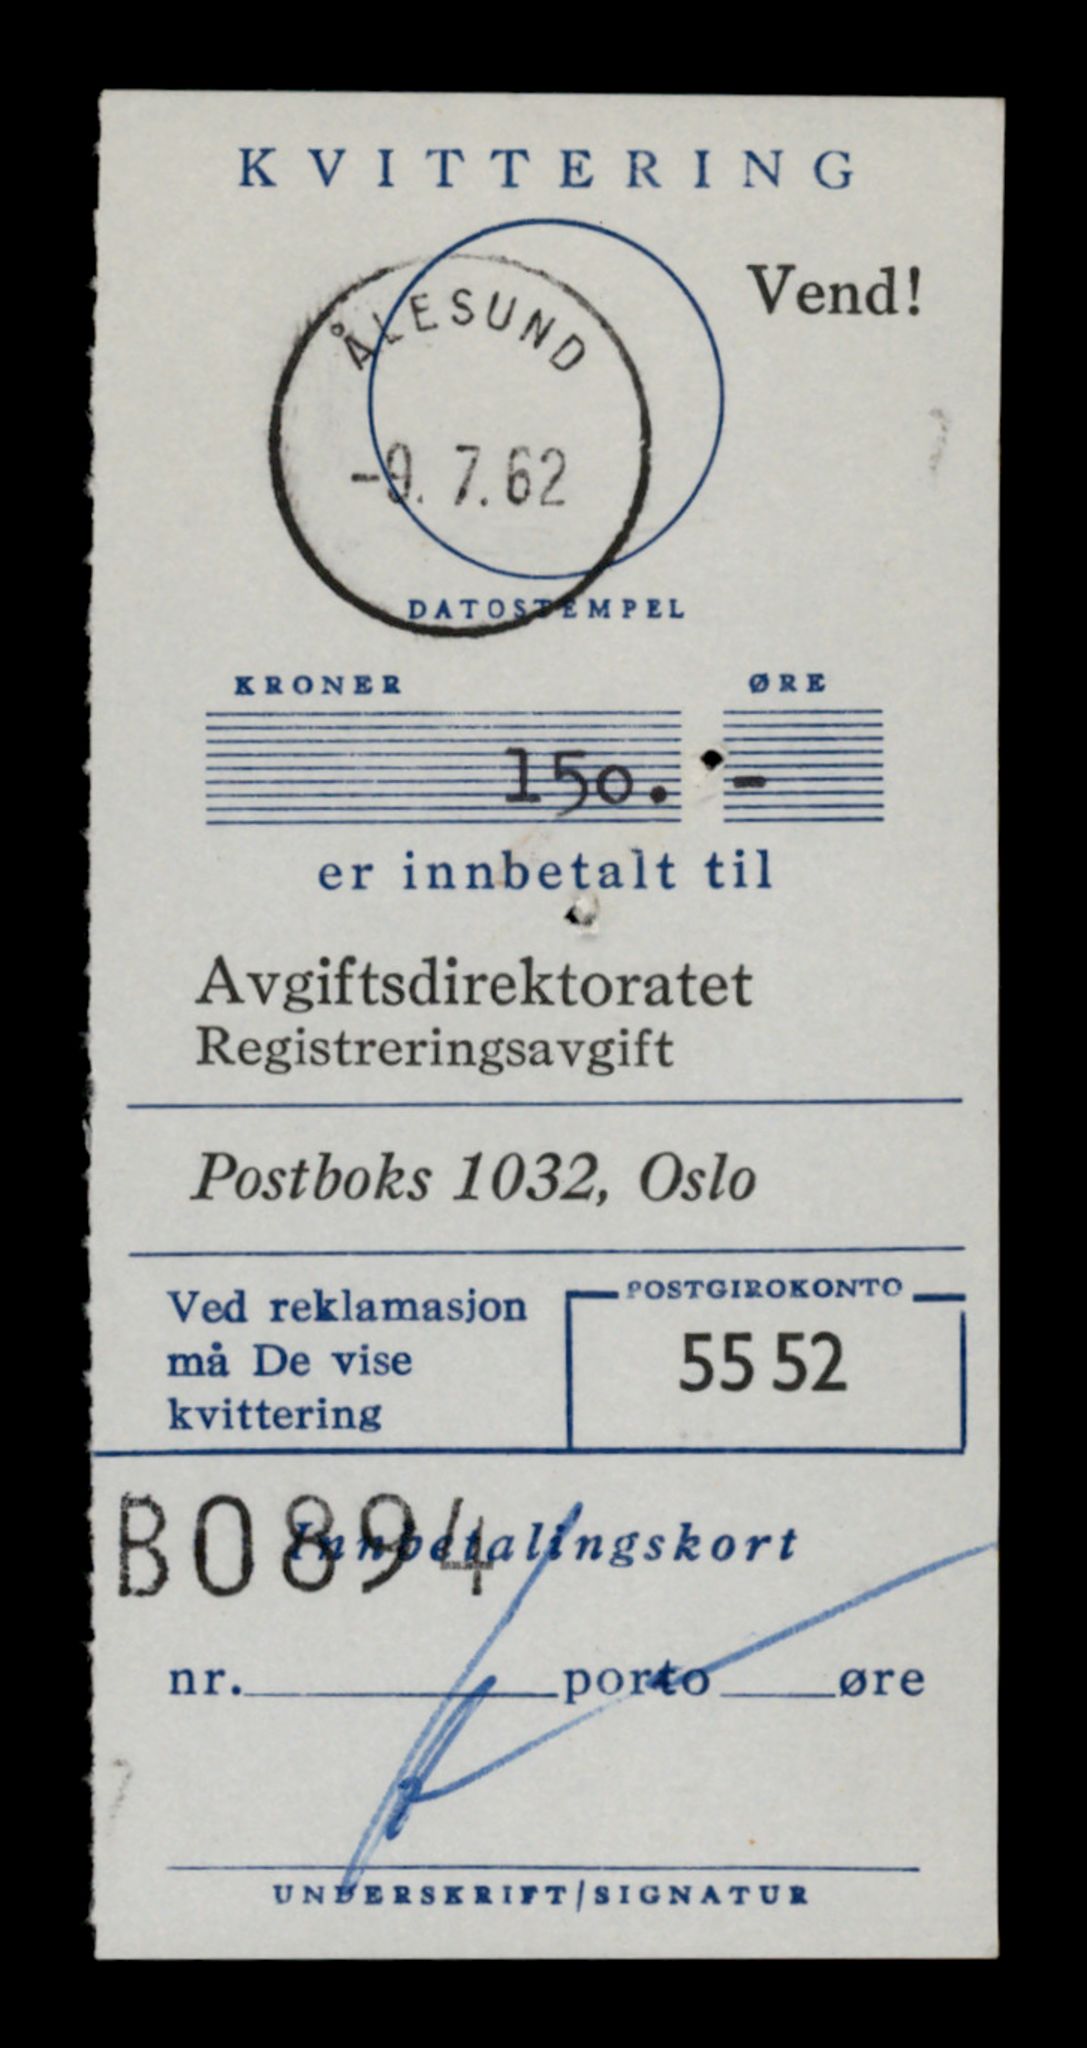 KVITTERING
Vend!
ÅLESUND
-9. 7. 62
DATOSTEMPEL
KRONER ØRE
150. -
er innbetalt til
Avgiftsdirektoratet
Registreringsavgift
Postboks 1032, Oslo
Ved reklamasjon
må De vise
kvittering
POSTGIROKONTO
55 52
B0894
Innbetalingskort
nr. porto øre
UNDERSKRIFT/SIGNATUR